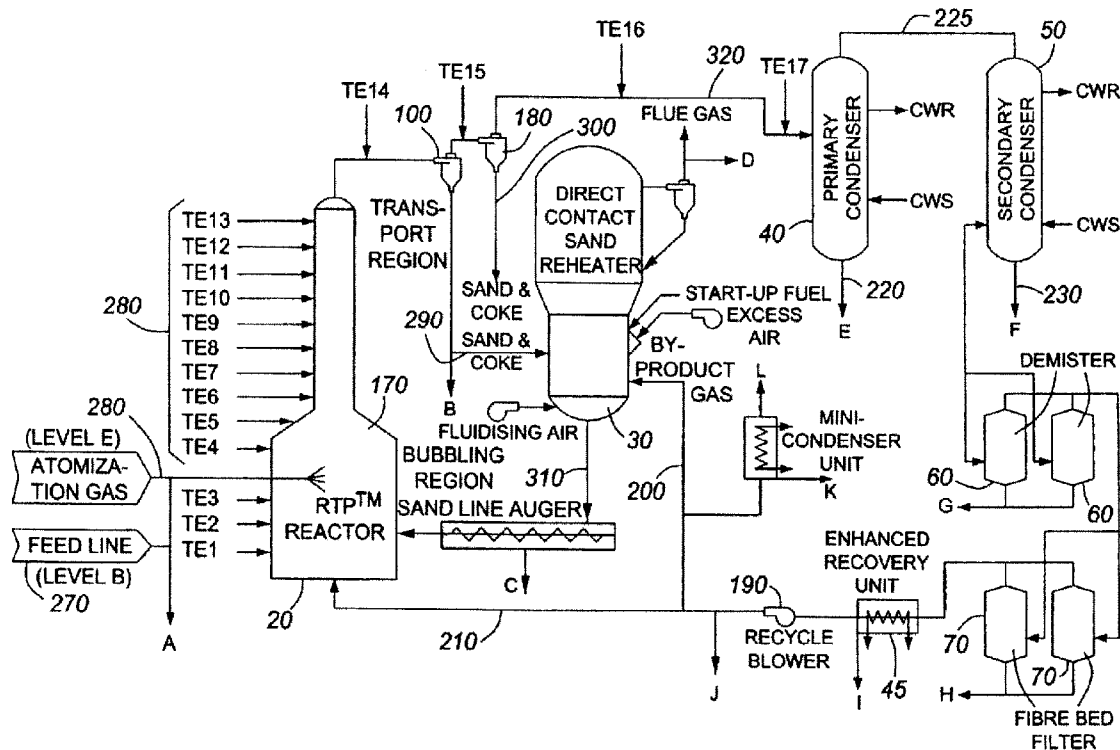 TE16
225
50
TE15
320
TE17
TE14
100
180
FLUE GAS
CWR
CWR
300
D
PRIMARY
CONDENSER
SECONDARY
CONDENSER
TRANS-
PORT
REGION
DIRECT
CONTACT
SAND
REHEATER
CWS
40
CWS
TE13
TE12
TE11
TE10
TE9
TE8
TE7
TE6
TE5
TE4
280
SAND &
COKE
290
SAND &
COKE
START-UP FUEL
EXCESS
AIR
BY-
PRODUCT
GAS
220
E
230
F
170
B
FLUIDISING AIR
30
L
DEMISTER
280
(LEVEL E)
ATOMIZA-
TION GAS
BUBBLING
REGION
310
200
MINI-
CONDENSER
UNIT
K
60
60
G
TE3
TE2
TE1
RTP™
REACTOR
SAND LINE AUGER
FEED LINE
(LEVEL B)
270
ENHANCED
RECOVERY
UNIT
A
20
C
210
190
RECYCLE
BLOWER
45
70
70
J
I
H
FIBRE BED
FILTER